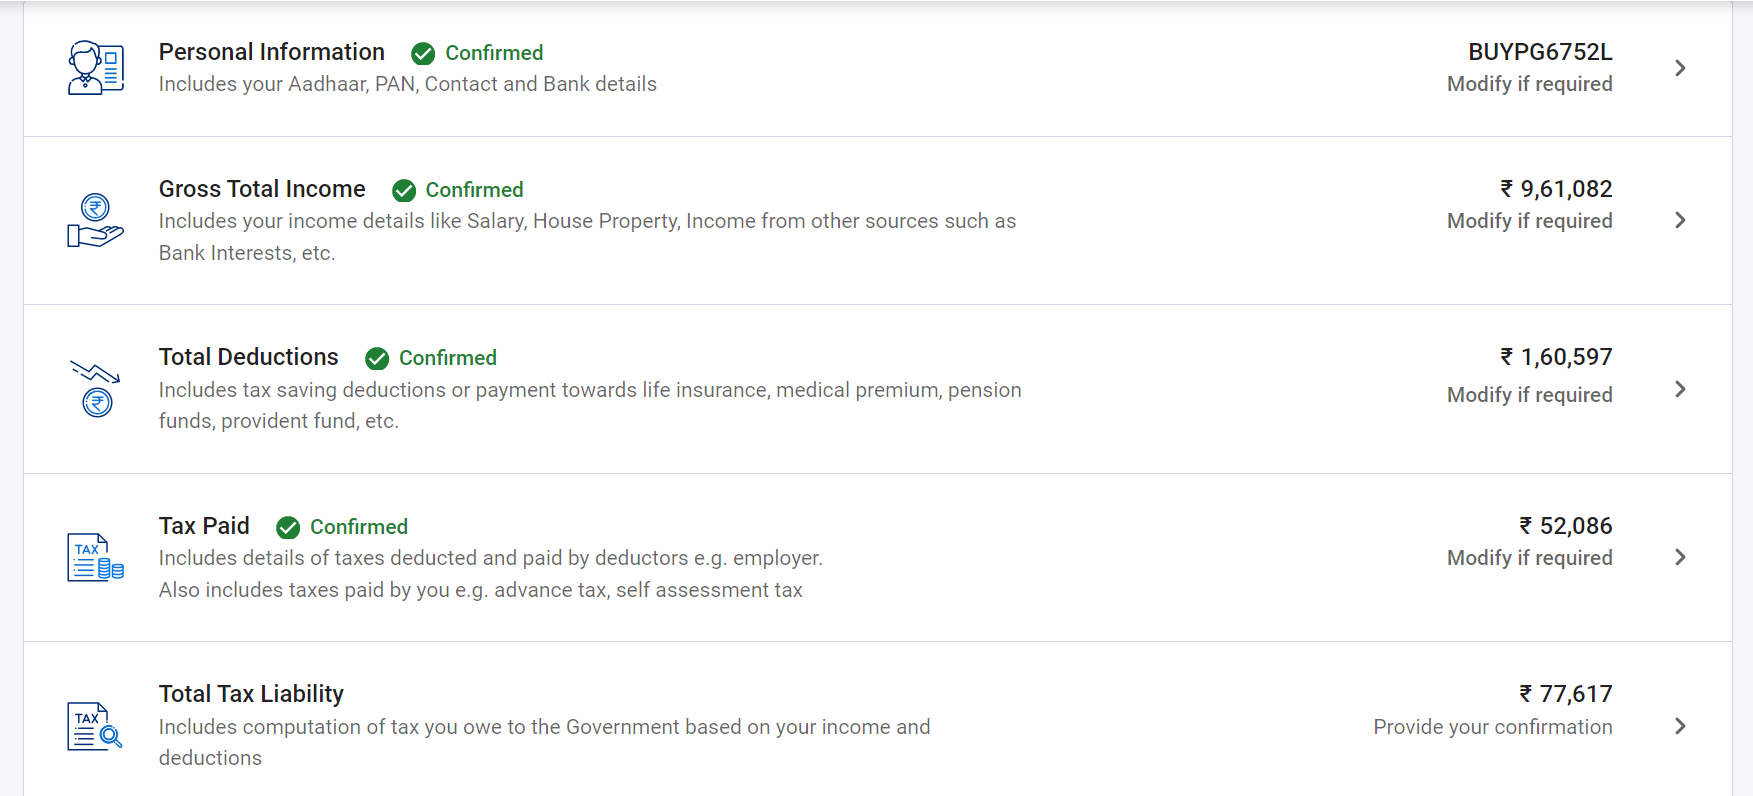 Personal Information Confirmed BUYPG6752L
Includes your Aadhaar, PAN, Contact and Bank details Modify if required
Gross Total Income Confirmed ₹ 9,61,082
Includes your income details like Salary, House Property, Income from other sources such as Modify if required
Bank Interests, etc.
Total Deductions Confirmed ₹ 1,60,597
Includes tax saving deductions or payment towards life insurance, medical premium, pension Modify if required
funds, provident fund, etc.
Tax Paid Confirmed ₹ 52,086
TAX
Includes details of taxes deducted and paid by deductors e.g. employer. Modify if required
Also includes taxes paid by you e.g. advance tax, self assessment tax
Total Tax Liability ₹ 77,617
TAX
Includes computation of tax you owe to the Government based on your income and Provide your confirmation
deductions